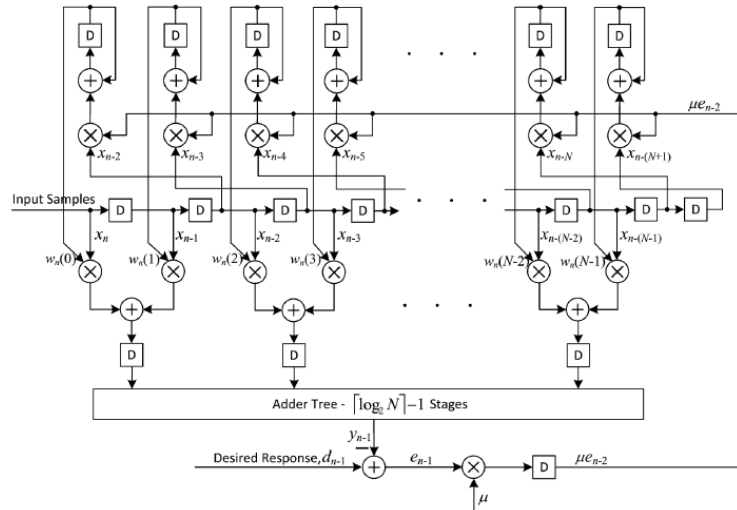 D D D D · · · D D
+ + + + · · · + +
μe_{n-2}
× × × × × ×
x_{n-2} x_{n-3} x_{n-4} x_{n-5} x_{n-N} x_{n-(N+1)}
Input Samples D D D D D D
x_n x_{n-1} x_{n-2} x_{n-3} x_{n-(N-2)} x_{n-(N-1)}
w_n(0) w_n(1) w_n(2) w_n(3) w_n(N-2) w_n(N-1)
× × × × × ×
+ + · · · +
D D D
Adder Tree - ⌈log₂ N⌉−1 Stages
y_{n-1}
−
Desired Response, d_{n-1} + e_{n-1} × D μe_{n-2}
μ